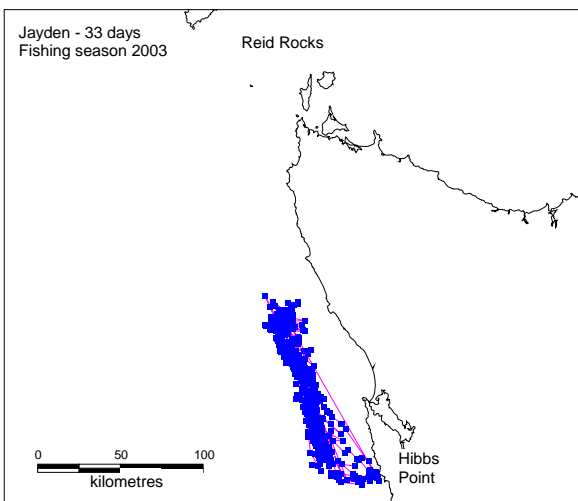 Jayden - 33 days
Fishing season 2003
Reid Rocks
Hibbs
Point
0 50 100
kilometres